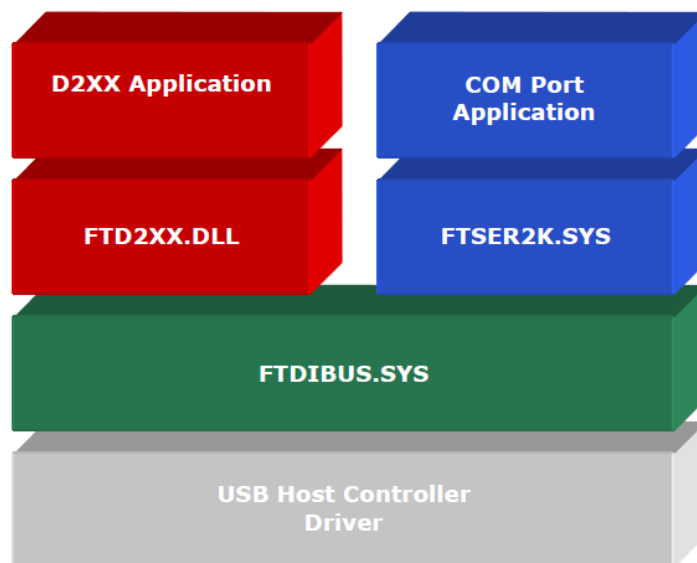 D2XX Application
COM Port
Application
FTD2XX.DLL
FTSER2K.SYS
FTDIBUS.SYS
USB Host Controller
Driver